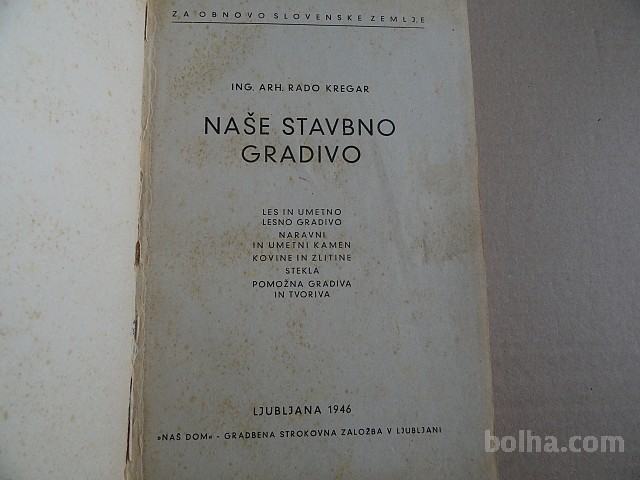 ZA OBNOVO SLOVENSKE ZEMLJE
ING. ARH. RADO KREGAR
NAŠE STAVBNO
GRADIVO
LES IN UMETNO
LESNO GRADIVO
NARAVNI
IN UMETNI KAMEN
KOVINE IN ZLITINE
STEKLA
POMOŽNA GRADIVA
IN TVORIVA
LJUBLJANA 1946
»NAŠ DOM« - GRADBENA STROKOVNA ZALOŽBA V LJUBLJANI
bolha.com